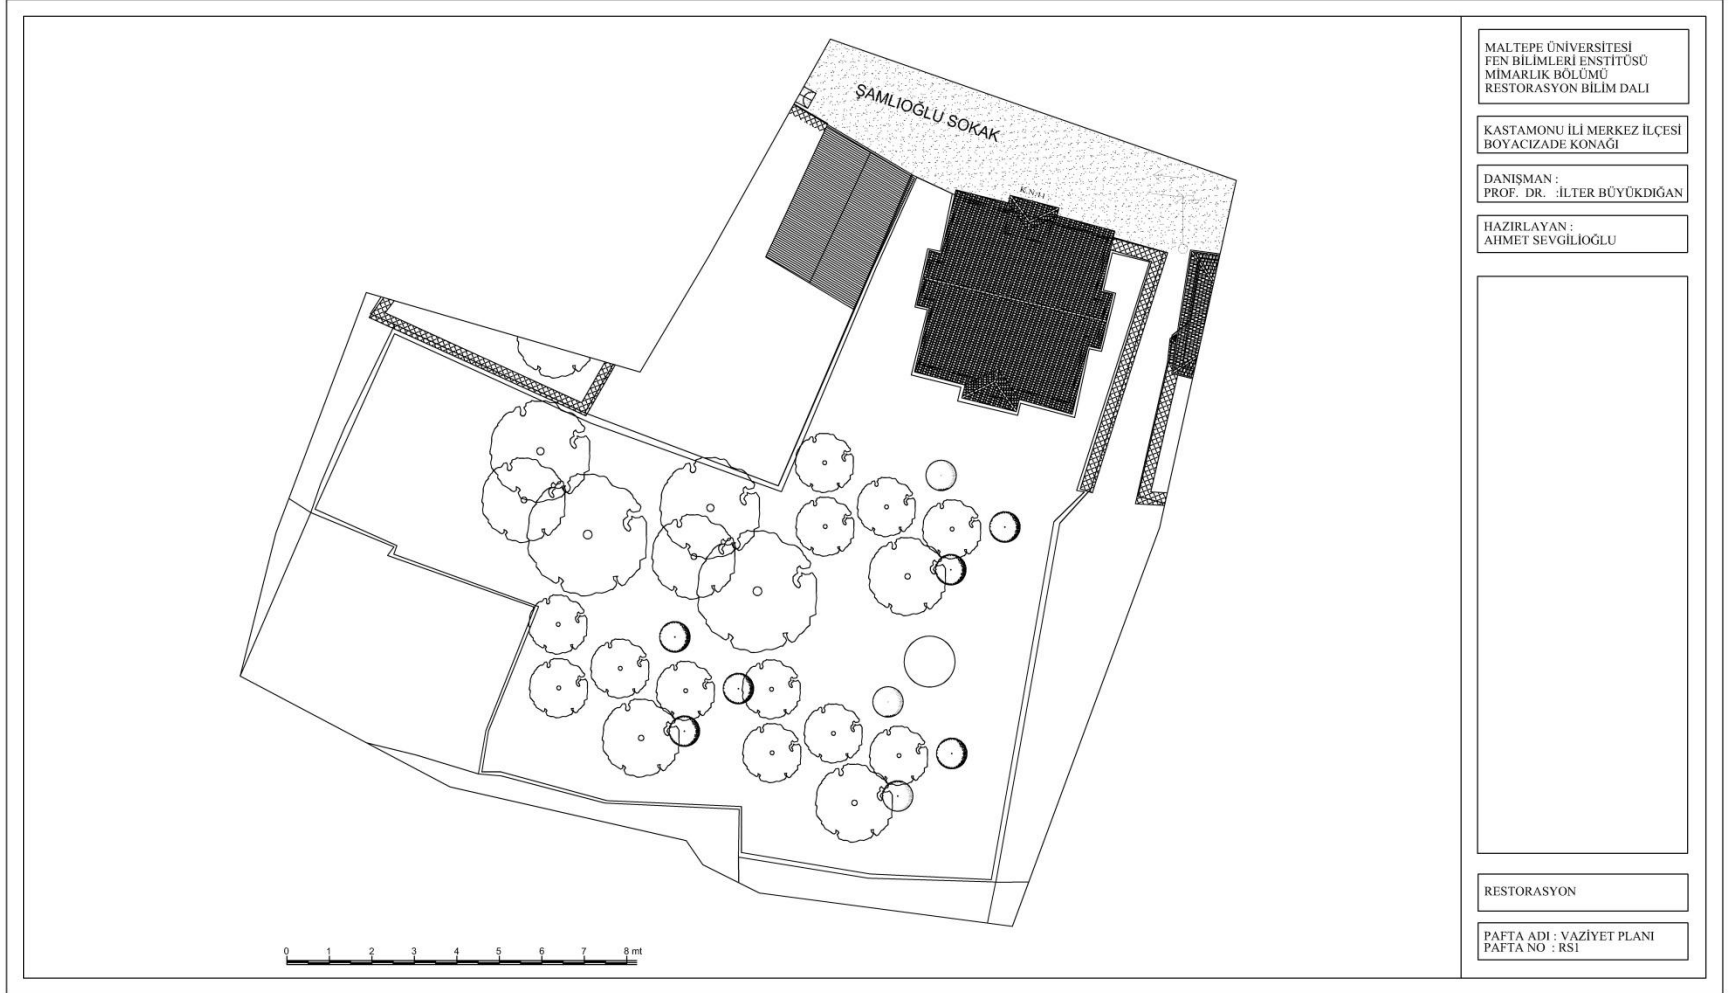 ŞAMLIOĞLU SOKAK
MALTEPE ÜNİVERSİTESİ
FEN BİLİMLERİ ENSTİTÜSÜ
MİMARLIK BÖLÜMÜ
RESTORASYON BİLİM DALI
KASTAMONU İLİ MERKEZ İLÇESİ
BOYACIZADE KONAĞI
DANIŞMAN :
PROF. DR. :İLTER BÜYÜKDIĞAN
HAZIRLAYAN :
AHMET SEVGİLİOĞLU
RESTORASYON
PAFTA ADI : VAZİYET PLANI
PAFTA NO : RS1
0 1 2 3 4 5 6 7 8 mt